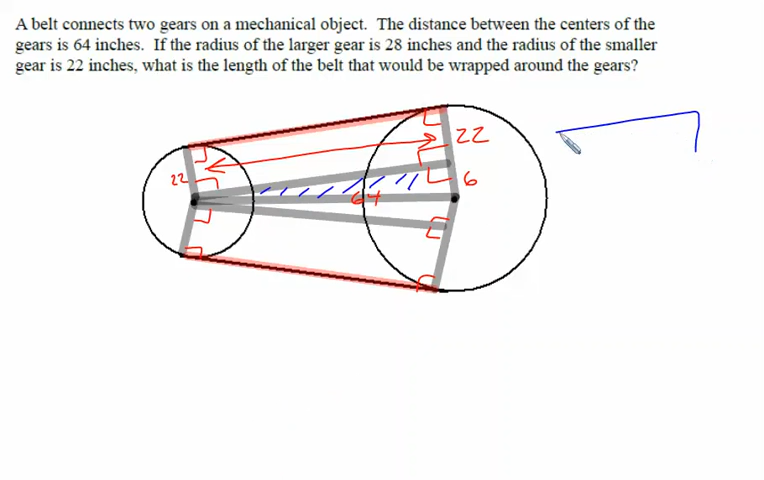 A belt connects two gears on a mechanical object. The distance between the centers of the
gears is 64 inches. If the radius of the larger gear is 28 inches and the radius of the smaller
gear is 22 inches, what is the length of the belt that would be wrapped around the gears?
22
22
6
64